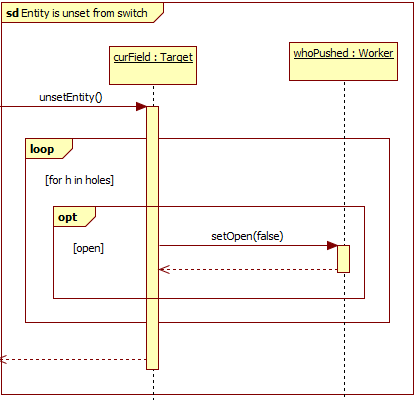 sd Entity is unset from switch
curField : Target
whoPushed : Worker
unsetEntity()
loop
[for h in holes]
opt
setOpen(false)
[open]